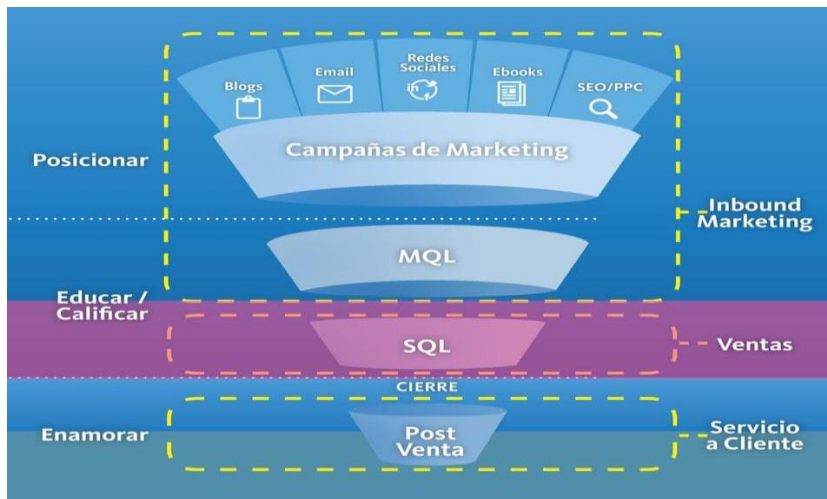 Blogs
Email
Redes
Sociales
in
Ebooks
SEO/PPC
Campañas de Marketing
Posicionar
Inbound
Marketing
MQL
Educar /
Calificar
SQL
Ventas
CIERRE
Enamorar
Post
Venta
Servicio
a Cliente